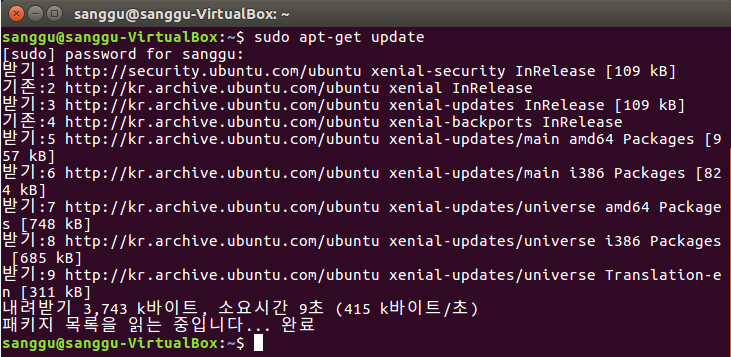 sanggu@sanggu-VirtualBox: ~
sanggu@sanggu-VirtualBox:~$ sudo apt-get update
[sudo] password for sanggu:
받기:1 http://security.ubuntu.com/ubuntu xenial-security InRelease [109 kB]
기존:2 http://kr.archive.ubuntu.com/ubuntu xenial InRelease
받기:3 http://kr.archive.ubuntu.com/ubuntu xenial-updates InRelease [109 kB]
기존:4 http://kr.archive.ubuntu.com/ubuntu xenial-backports InRelease
받기:5 http://kr.archive.ubuntu.com/ubuntu xenial-updates/main amd64 Packages [9
57 kB]
받기:6 http://kr.archive.ubuntu.com/ubuntu xenial-updates/main i386 Packages [82
4 kB]
받기:7 http://kr.archive.ubuntu.com/ubuntu xenial-updates/universe amd64 Package
s [748 kB]
받기:8 http://kr.archive.ubuntu.com/ubuntu xenial-updates/universe i386 Packages
[685 kB]
받기:9 http://kr.archive.ubuntu.com/ubuntu xenial-updates/universe Translation-e
n [311 kB]
내려받기 3,743 k바이트, 소요시간 9초 (415 k바이트/초)
패키지 목록을 읽는 중입니다... 완료
sanggu@sanggu-VirtualBox:~$